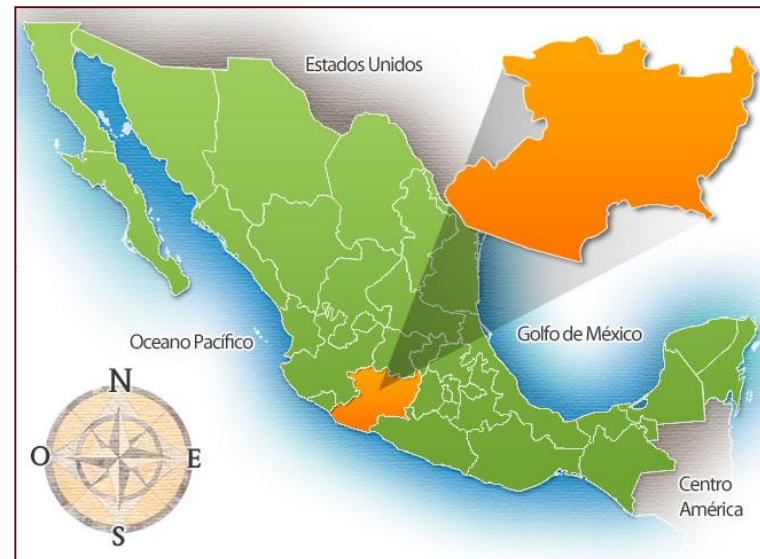 Estados Unidos
Oceano Pacífico
Golfo de México
N
O
E
S
Centro
América